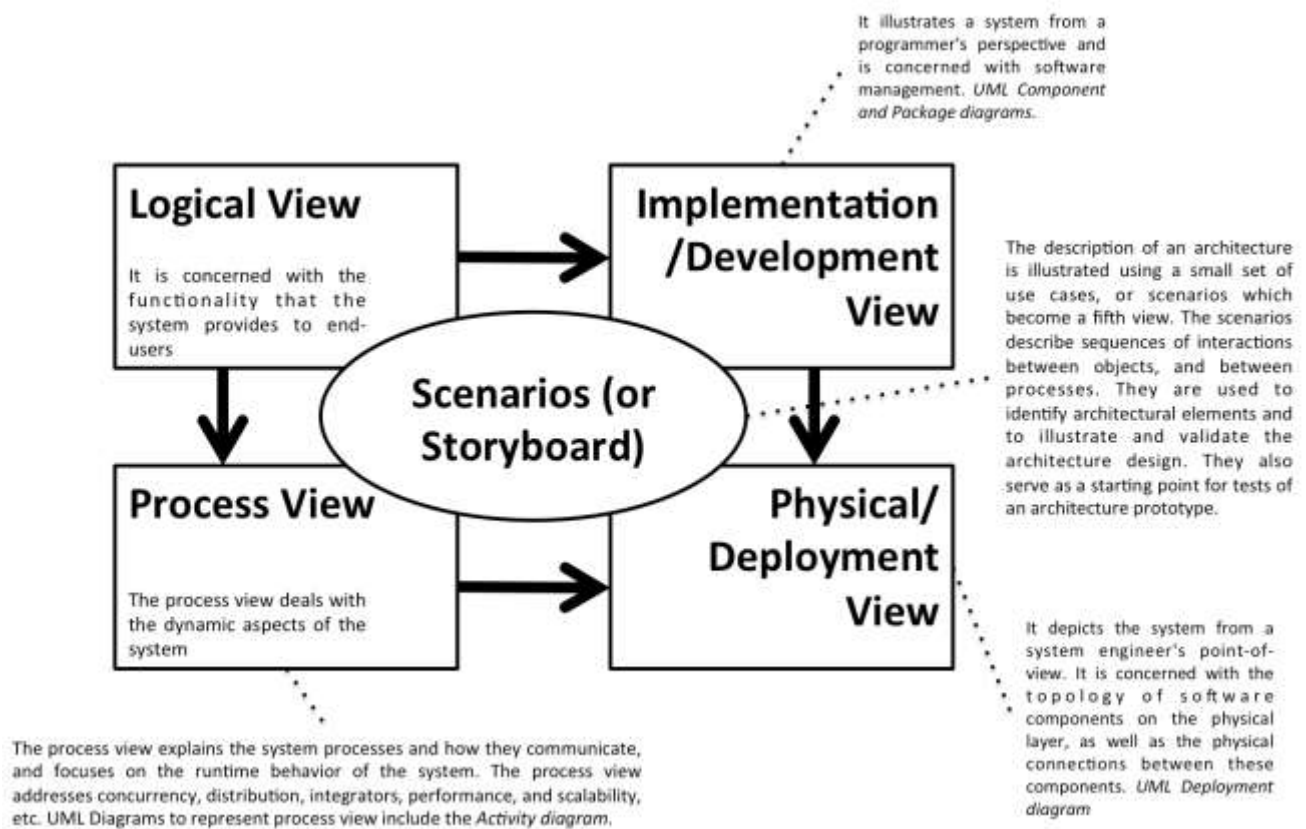 It illustrates a system from a
programmer's perspective and
is concerned with software
management. UML Component
and Package diagrams.
Logical View
It is concerned with the
functionality that the
system provides to end-
users
Implementation
/Development
View
The description of an architecture
is illustrated using a small set of
use cases, or scenarios which
become a fifth view. The scenarios
describe sequences of interactions
between objects, and between
processes. They are used to
identify architectural elements and
to illustrate and validate the
architecture design. They also
serve as a starting point for tests of
an architecture prototype.
Scenarios (or
Storyboard)
Process View
The process view deals with
the dynamic aspects of the
system
Physical/
Deployment
View
It depicts the system from a
system engineer's point-of-
view. It is concerned with the
topology of software
components on the physical
layer, as well as the physical
connections between these
components. UML Deployment
diagram
The process view explains the system processes and how they communicate,
and focuses on the runtime behavior of the system. The process view
addresses concurrency, distribution, integrators, performance, and scalability,
etc. UML Diagrams to represent process view include the Activity diagram.